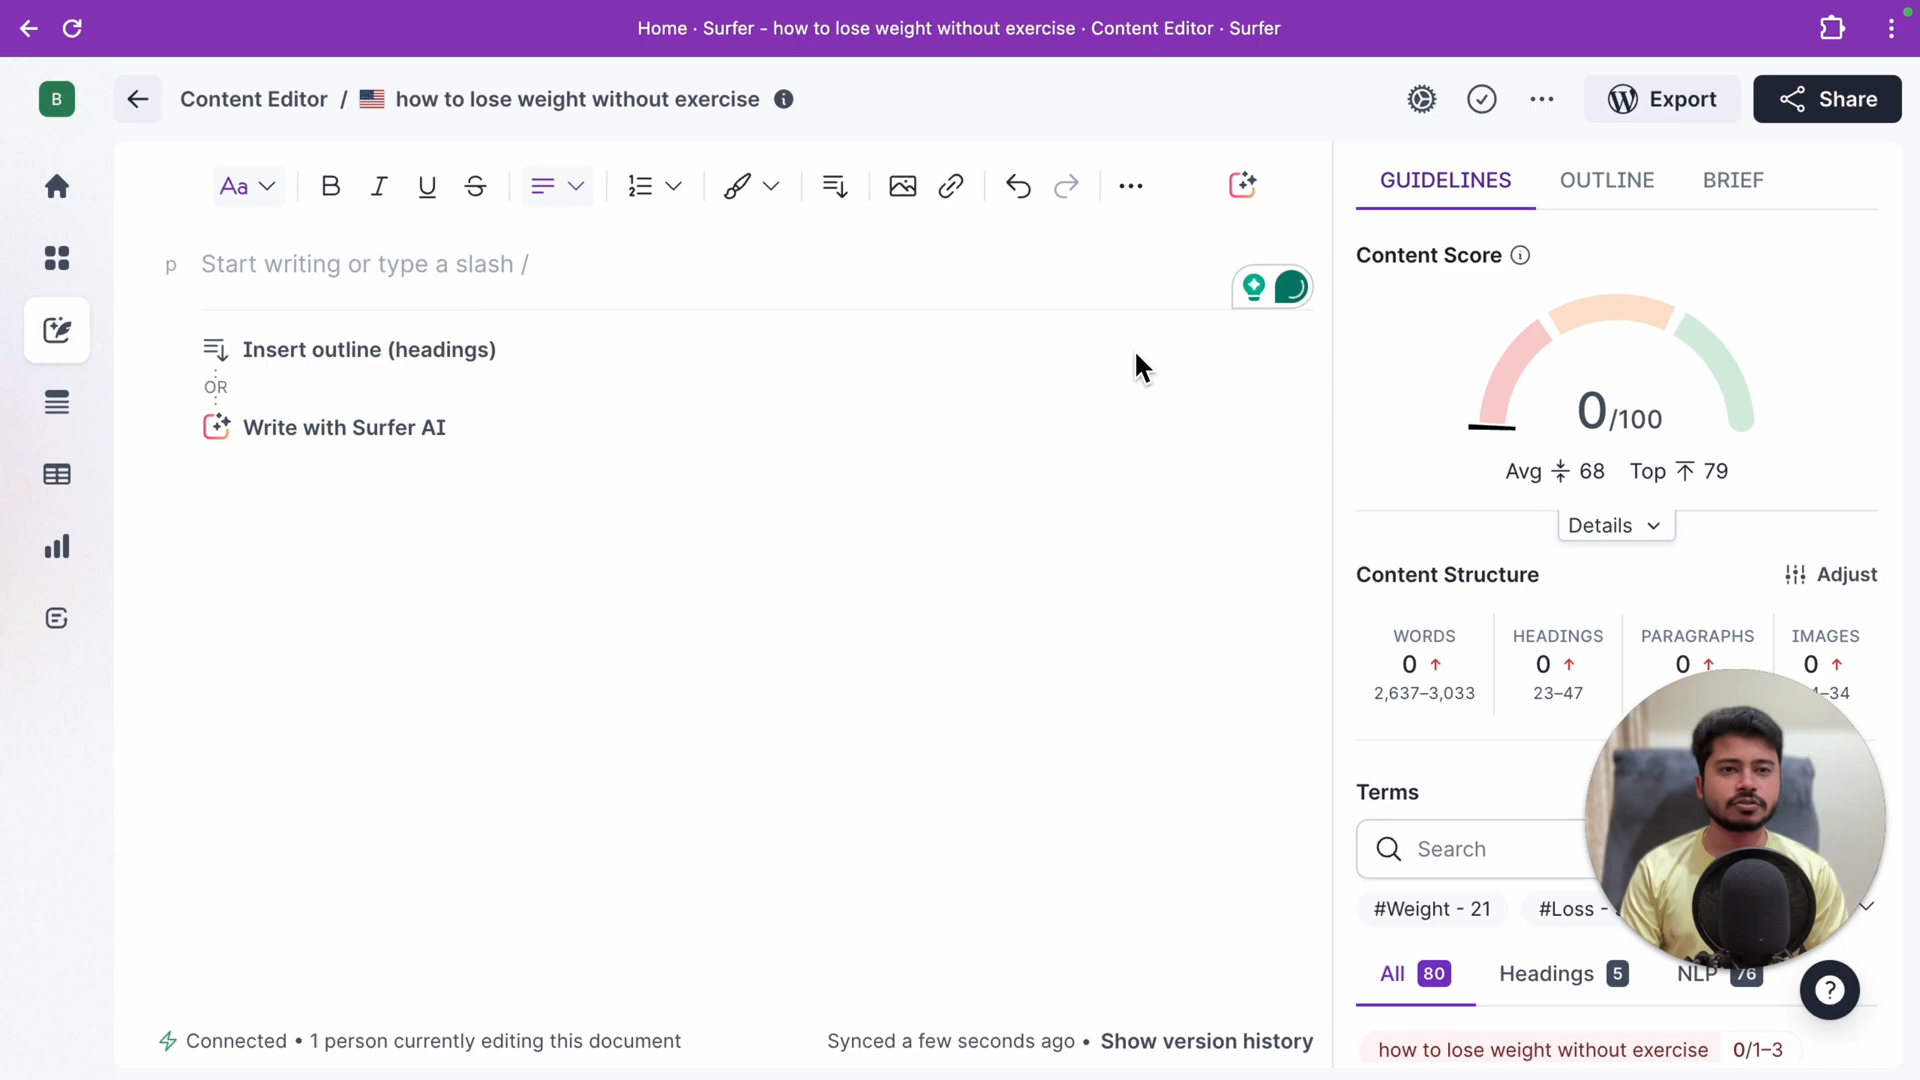 Home · Surfer - how to lose weight without exercise · Content Editor · Surfer
B
Content Editor / how to lose weight without exercise
Export
Share
Aa
GUIDELINES OUTLINE BRIEF
p Start writing or type a slash /
Content Score
Insert outline (headings)
OR
Write with Surfer AI
0/100
Avg 68 Top 79
Details
Content Structure
Adjust
WORDS HEADINGS PARAGRAPHS IMAGES
0 0 0 0
2,637–3,033 23–47 –34
Terms
Search
#Weight - 21 #Loss -
All 80 Headings 5 NLP 76
?
Connected • 1 person currently editing this document
Synced a few seconds ago • Show version history
how to lose weight without exercise 0/1–3